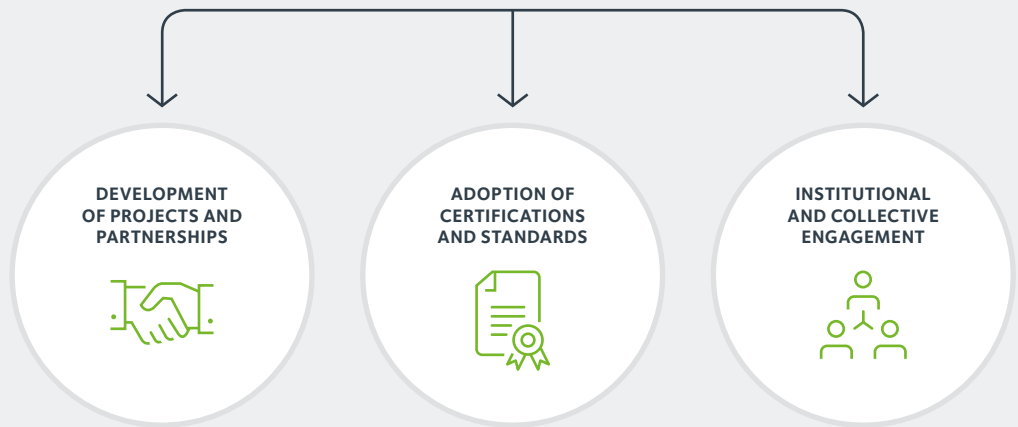 DEVELOPMENT
OF PROJECTS AND
PARTNERSHIPS
ADOPTION OF
CERTIFICATIONS
AND STANDARDS
INSTITUTIONAL
AND COLLECTIVE
ENGAGEMENT